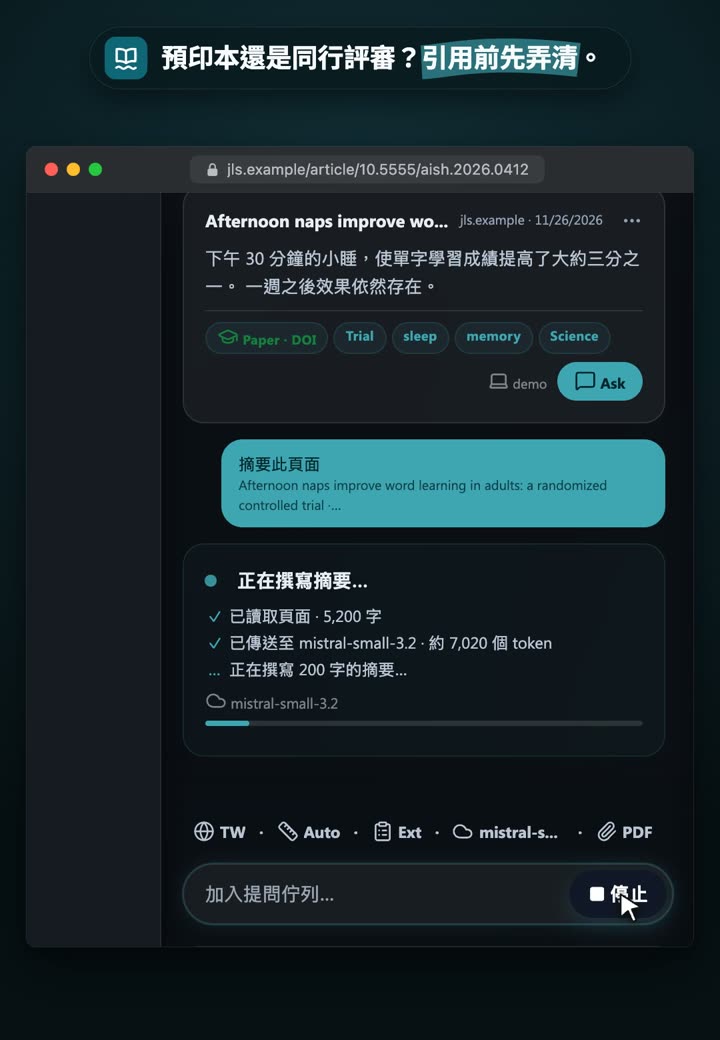 預印本還是同行評審？引用前先弄清。
jls.example/article/10.5555/aish.2026.0412
Afternoon naps improve wo... jls.example · 11/26/2026 ···
下午 30 分鐘的小睡，使單字學習成績提高了大約三分之
一。 一週之後效果依然存在。
Paper · DOI Trial sleep memory Science
demo Ask
摘要此頁面
Afternoon naps improve word learning in adults: a randomized
controlled trial ·...
正在撰寫摘要...
✓ 已讀取頁面 · 5,200 字
✓ 已傳送至 mistral-small-3.2 · 約 7,020 個 token
... 正在撰寫 200 字的摘要...
mistral-small-3.2
TW · Auto · Ext · mistral-s... · PDF
加入提問佇列... 停止